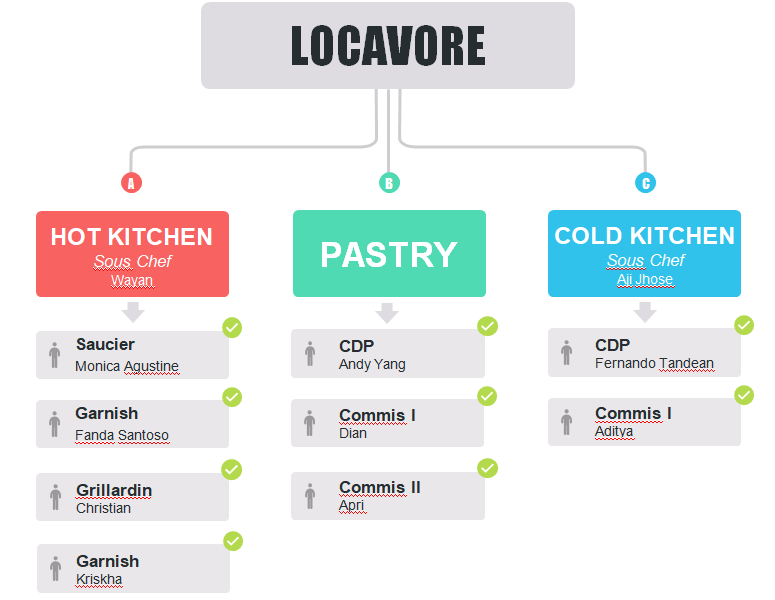 LOCAVORE
A
B
C
HOT KITCHEN
Sous Chef
Wayan
PASTRY
COLD KITCHEN
Sous Chef
Aji Jhose
Saucier
Monica Agustine
Garnish
Fanda Santoso
Grillardin
Christian
Garnish
Kriskha
CDP
Andy Yang
Commis I
Dian
Commis II
Apri
CDP
Fernando Tandean
Commis I
Aditya